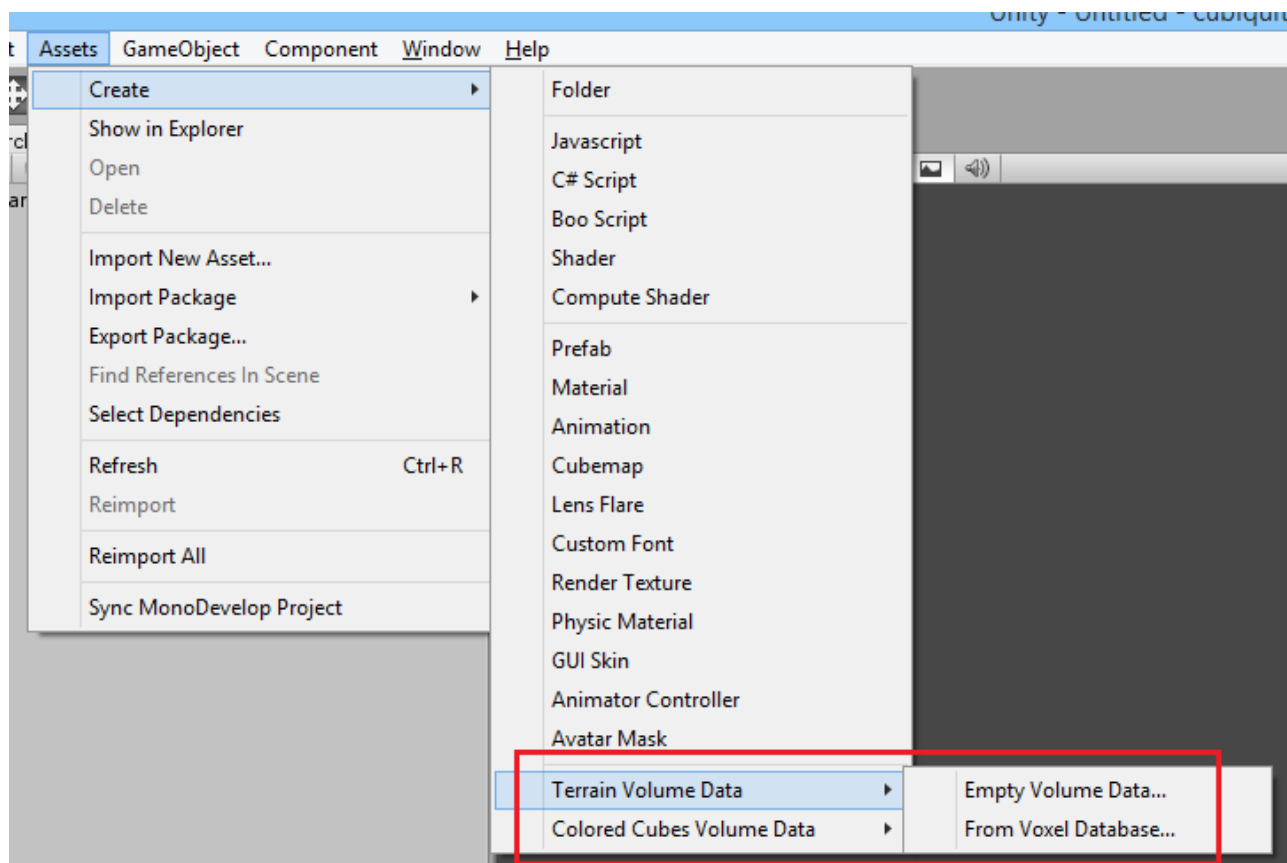 Unity - Untitled - cubiquit
t Assets GameObject Component Window Help
Create
Show in Explorer
Open
Delete
Import New Asset...
Import Package
Export Package...
Find References In Scene
Select Dependencies
Refresh Ctrl+R
Reimport
Reimport All
Sync MonoDevelop Project
Folder
Javascript
C# Script
Boo Script
Shader
Compute Shader
Prefab
Material
Animation
Cubemap
Lens Flare
Custom Font
Render Texture
Physic Material
GUI Skin
Animator Controller
Avatar Mask
Terrain Volume Data
Colored Cubes Volume Data
Empty Volume Data...
From Voxel Database...